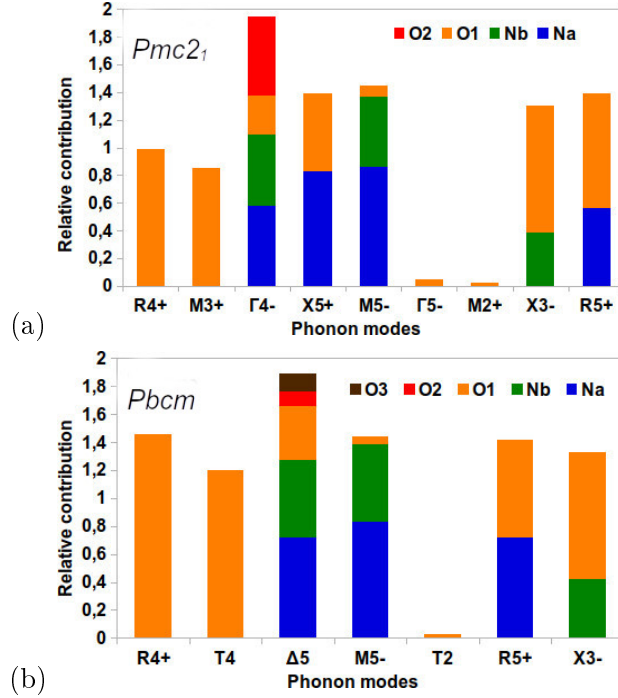 Pmc2₁
O2 O1 Nb Na
Relative contribution
2
1,8
1,6
1,4
1,2
1
0,8
0,6
0,4
0,2
0
R4+ M3+ Γ4- X5+ M5- Γ5- M2+ X3- R5+
Phonon modes
(a)
Pbcm
O3 O2 O1 Nb Na
Relative contribution
2
1,8
1,6
1,4
1,2
1
0,8
0,6
0,4
0,2
0
R4+ T4 Δ5 M5- T2 R5+ X3-
Phonon modes
(b)